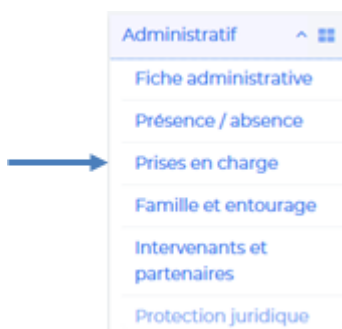 Administratif
Fiche administrative
Présence / absence
Prises en charge
Famille et entourage
Intervenants et
partenaires
Protection juridique